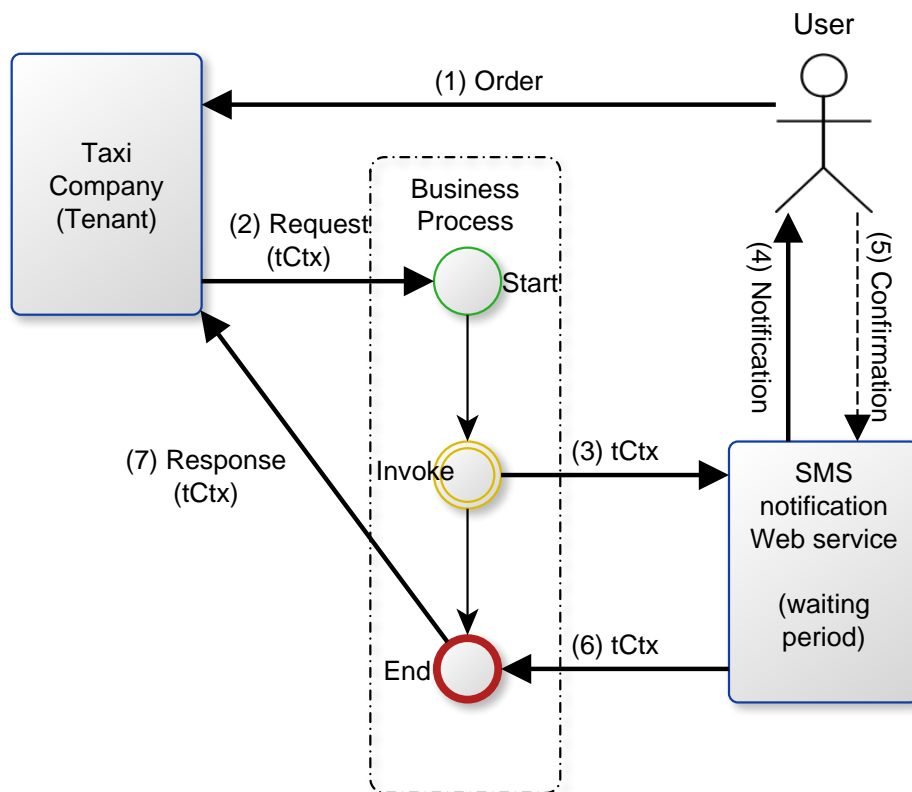 User
(1) Order
Taxi
Company
(Tenant)
Business
Process
(2) Request
(tCtx)
Start
(4) Notification
(5) Confirmation
(7) Response
(tCtx)
Invoke
(3) tCtx
SMS
notification
Web service
(waiting
period)
(6) tCtx
End